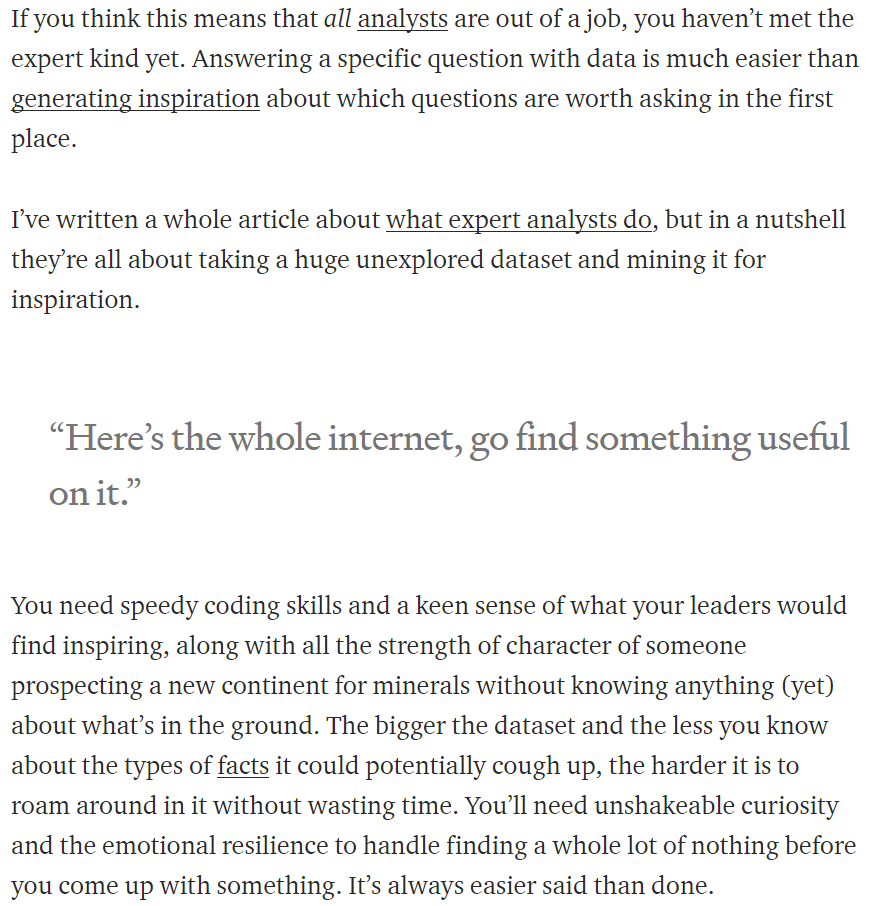 If you think this means that all analysts are out of a job, you haven’t met the
expert kind yet. Answering a specific question with data is much easier than
generating inspiration about which questions are worth asking in the first
place.
I’ve written a whole article about what expert analysts do, but in a nutshell
they’re all about taking a huge unexplored dataset and mining it for
inspiration.
“Here’s the whole internet, go find something useful
on it.”
You need speedy coding skills and a keen sense of what your leaders would
find inspiring, along with all the strength of character of someone
prospecting a new continent for minerals without knowing anything (yet)
about what’s in the ground. The bigger the dataset and the less you know
about the types of facts it could potentially cough up, the harder it is to
roam around in it without wasting time. You’ll need unshakeable curiosity
and the emotional resilience to handle finding a whole lot of nothing before
you come up with something. It’s always easier said than done.